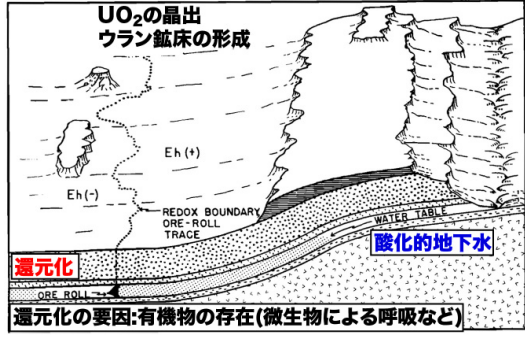 UO₂の晶出
ウラン鉱床の形成
Eh (+)
Eh (-)
REDOX BOUNDARY
ORE-ROLL
TRACE
WATER TABLE
酸化的地下水
還元化
ORE ROLL
還元化の要因:有機物の存在(微生物による呼吸など)